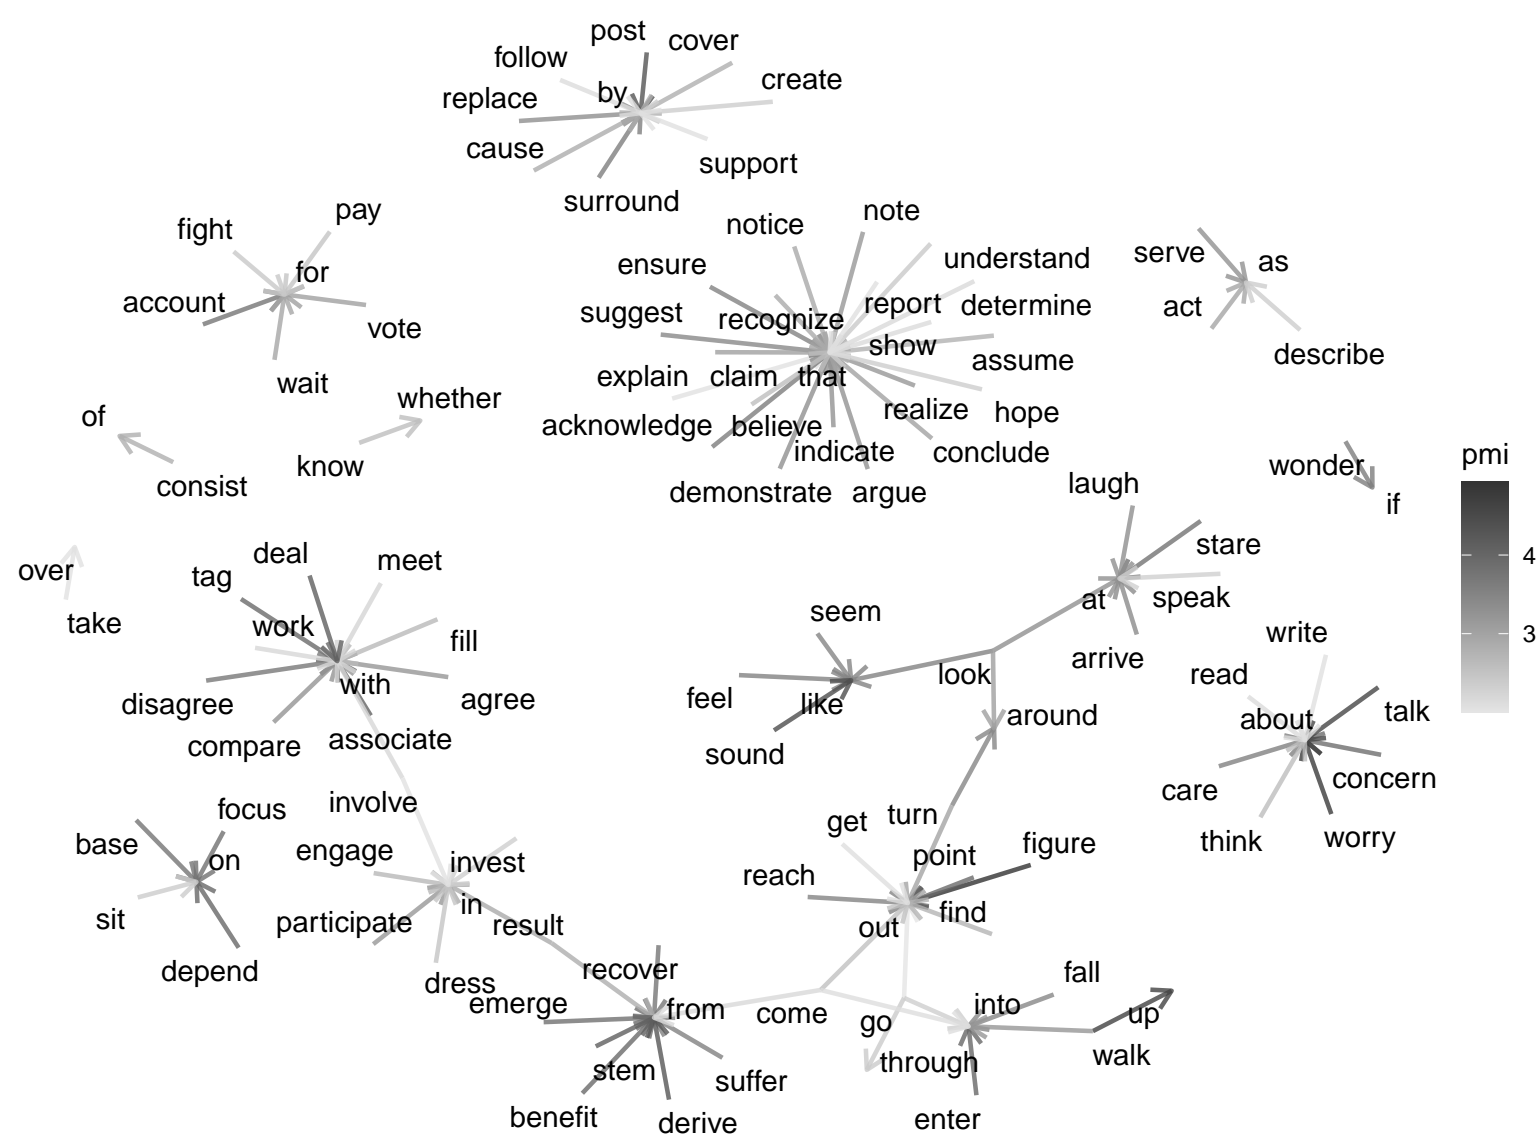 post
cover
follow
create
by
replace
cause
support
surround
pay
fight
for
account
vote
wait
notice
note
ensure
understand
suggest
recognize
report
determine
show
explain
claim
that
assume
acknowledge
believe
realize
hope
indicate
conclude
demonstrate
argue
serve
as
act
describe
of
consist
whether
know
wonder
if
pmi
4
3
laugh
stare
at
speak
arrive
over
take
deal
meet
tag
work
fill
with
disagree
agree
compare
associate
seem
feel
like
look
sound
around
write
read
about
talk
care
concern
think
worry
involve
focus
base
on
sit
depend
engage
invest
in
participate
result
dress
get
turn
reach
point
figure
out
find
recover
emerge
from
come
go
into
fall
up
through
walk
stem
suffer
benefit
derive
enter